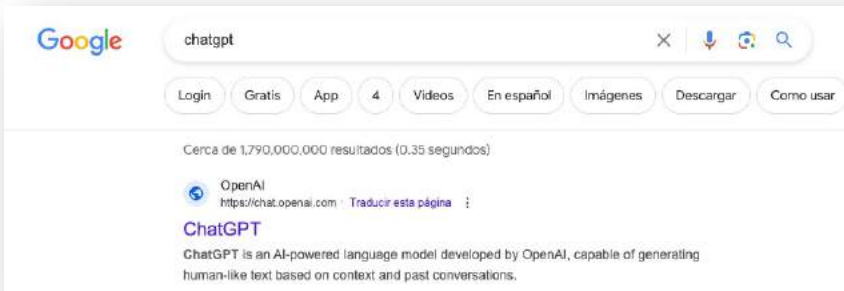 Google
chatgpt
Login Gratis App 4 Videos En español Imágenes Descargar Como usar
Cerca de 1,790,000,000 resultados (0.35 segundos)
OpenAI
https://chat.openai.com · Traducir esta página
ChatGPT
ChatGPT is an AI-powered language model developed by OpenAI, capable of generating
human-like text based on context and past conversations.